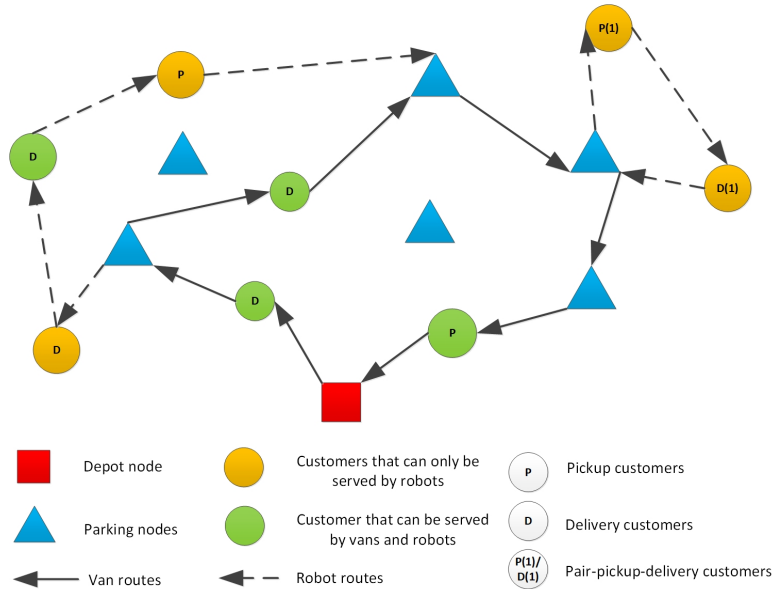 P(1)
P
D
D
D(1)
D
P
D
Depot node
Customers that can only be
served by robots
P
Pickup customers
Parking nodes
Customer that can be served
by vans and robots
D
Delivery customers
Van routes
Robot routes
P(1)/
D(1)
Pair-pickup-delivery customers